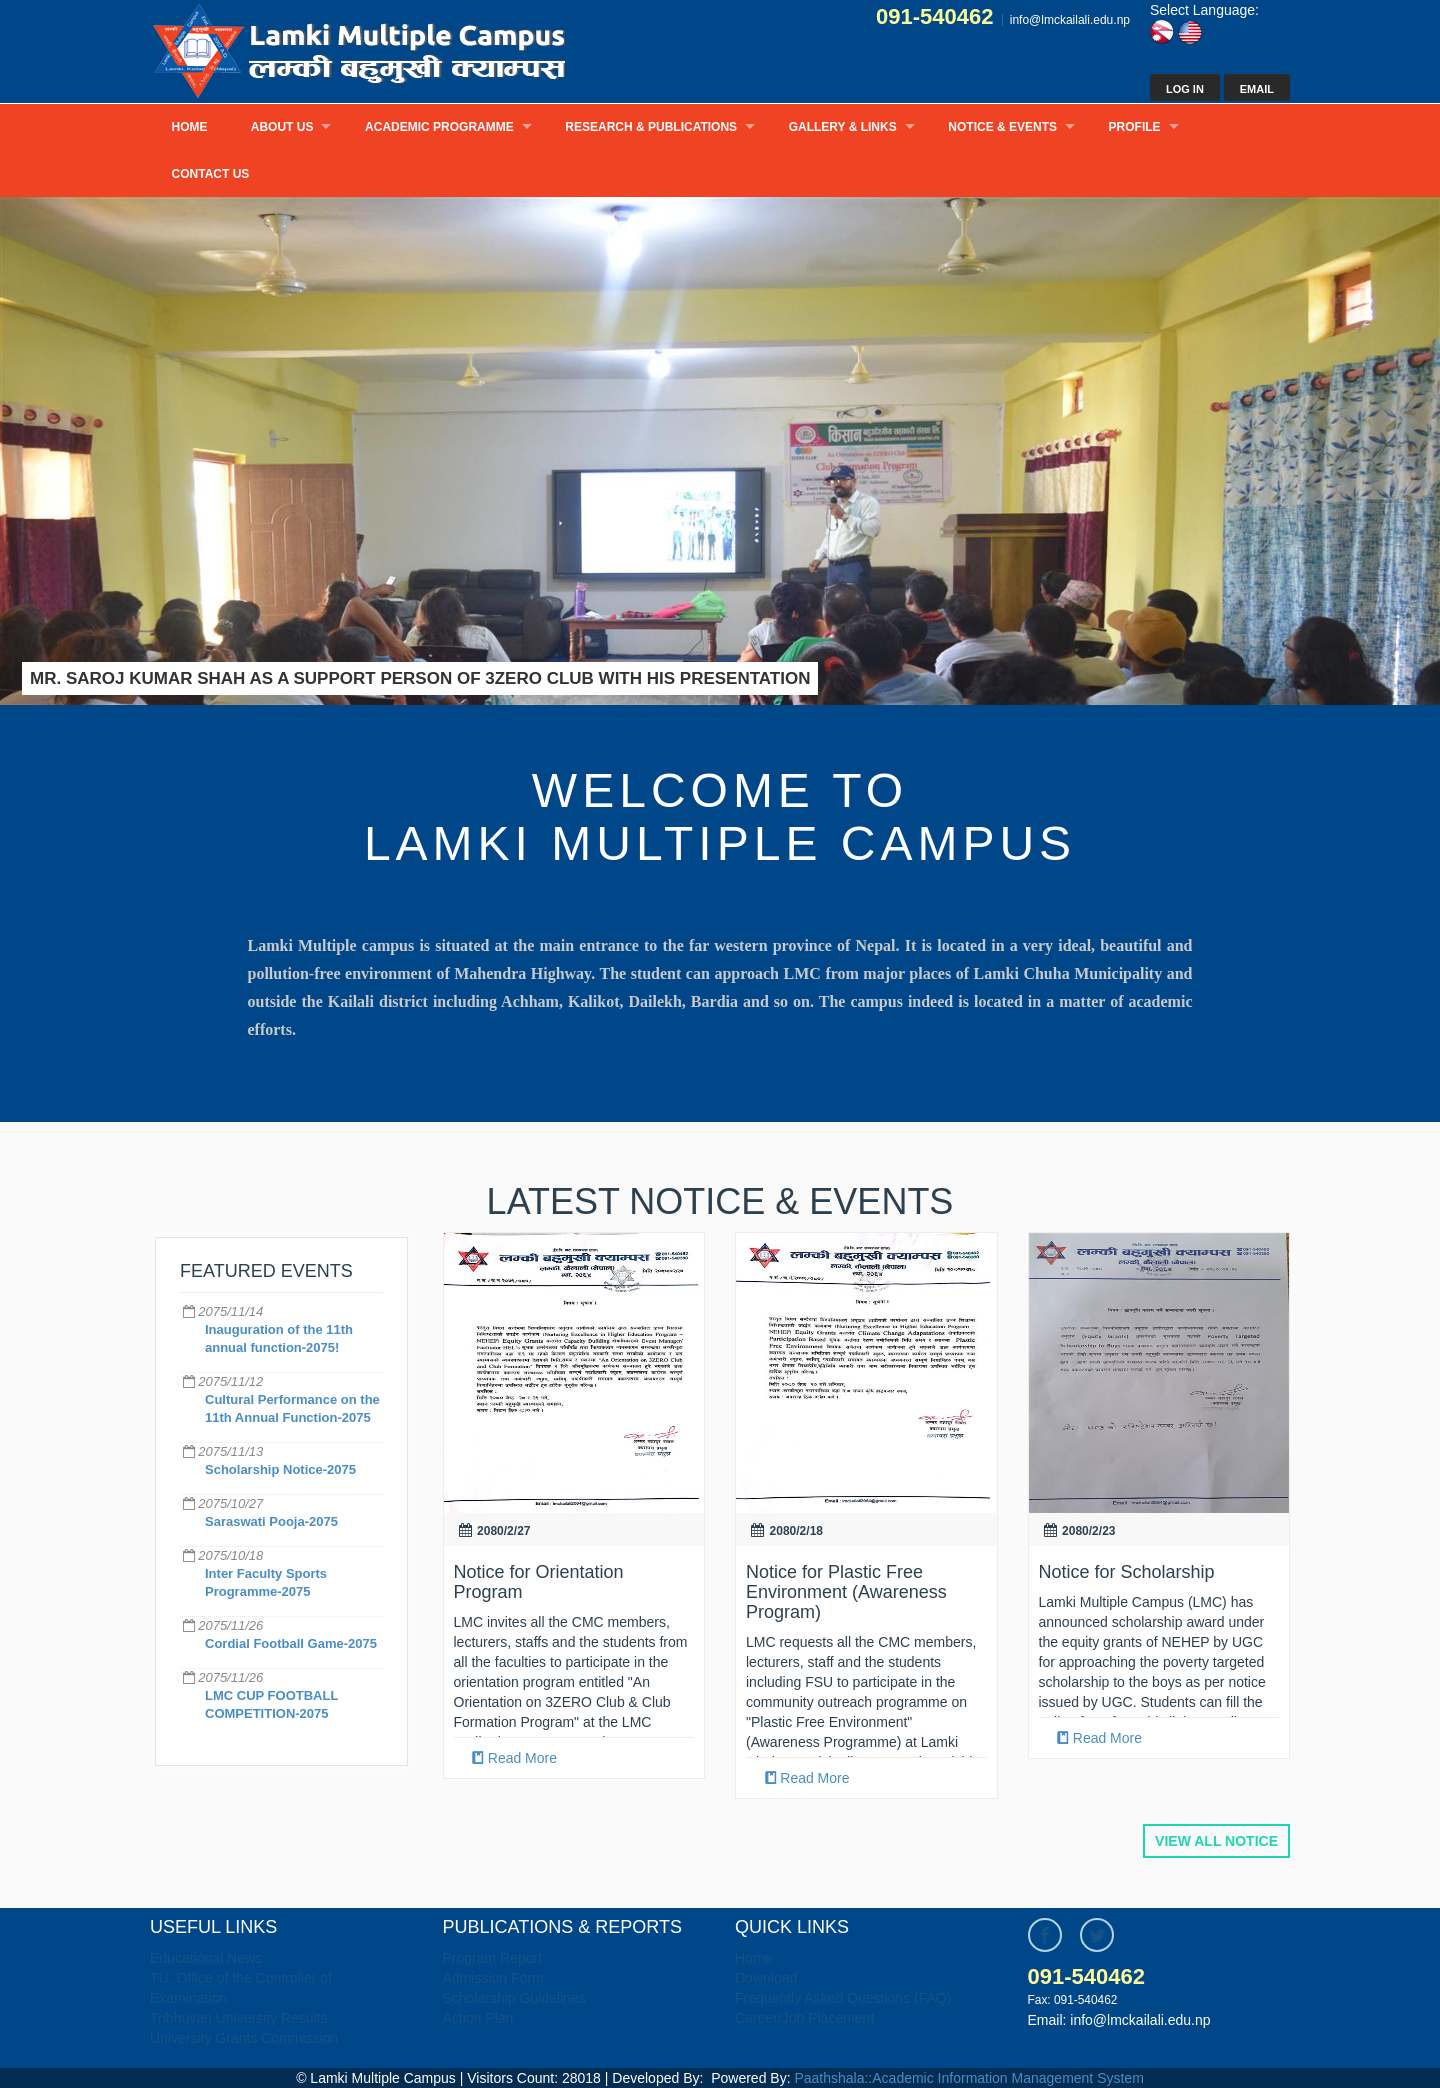 Lamki Multiple Campus
लम्की बहुमुखी क्याम्पस
091-540462
info@lmckailali.edu.np
Select Language:
LOG IN
EMAIL
HOME
ABOUT US
ACADEMIC PROGRAMME
RESEARCH & PUBLICATIONS
GALLERY & LINKS
NOTICE & EVENTS
PROFILE
CONTACT US
किसान
Club Formation Program
MR. SAROJ KUMAR SHAH AS A SUPPORT PERSON OF 3ZERO CLUB WITH HIS PRESENTATION
WELCOME TO
LAMKI MULTIPLE CAMPUS
Lamki Multiple campus is situated at the main entrance to the far western province of Nepal. It is located in a very ideal, beautiful and
pollution-free environment of Mahendra Highway. The student can approach LMC from major places of Lamki Chuha Municipality and
outside the Kailali district including Achham, Kalikot, Dailekh, Bardia and so on. The campus indeed is located in a matter of academic
efforts.
LATEST NOTICE & EVENTS
FEATURED EVENTS
2075/11/14
Inauguration of the 11th
annual function-2075!
2075/11/12
Cultural Performance on the
11th Annual Function-2075
2075/11/13
Scholarship Notice-2075
2075/10/27
Saraswati Pooja-2075
2075/10/18
Inter Faculty Sports
Programme-2075
2075/11/26
Cordial Football Game-2075
2075/11/26
LMC CUP FOOTBALL
COMPETITION-2075
लम्की बहुमुखी क्याम्पस
लम्की, कैलाली (नेपाल)
2080/2/27
Notice for Orientation
Program
LMC invites all the CMC members,
lecturers, staffs and the students from
all the faculties to participate in the
orientation program entitled "An
Orientation on 3ZERO Club & Club
Formation Program" at the LMC
Read More
लम्की बहुमुखी क्याम्पस
लम्की, कैलाली (नेपाल)
2080/2/18
Notice for Plastic Free
Environment (Awareness
Program)
LMC requests all the CMC members,
lecturers, staff and the students
including FSU to participate in the
community outreach programme on
"Plastic Free Environment"
(Awareness Programme) at Lamki
Read More
लम्की बहुमुखी क्याम्पस
लम्की, कैलाली (नेपाल)
2080/2/23
Notice for Scholarship
Lamki Multiple Campus (LMC) has
announced scholarship award under
the equity grants of NEHEP by UGC
for approaching the poverty targeted
scholarship to the boys as per notice
issued by UGC. Students can fill the
Read More
VIEW ALL NOTICE
USEFUL LINKS
Educational News
TU, Office of the Controller of
Examination
Tribhuvan University Results
University Grants Commission
PUBLICATIONS & REPORTS
Program Report
Admission Form
Scholarship Guidelines
Action Plan
QUICK LINKS
Home
Download
Frequently Asked Questions (FAQ)
Career/Job Placement
091-540462
Fax: 091-540462
Email: info@lmckailali.edu.np
© Lamki Multiple Campus | Visitors Count: 28018 | Developed By: Powered By: Paathshala::Academic Information Management System